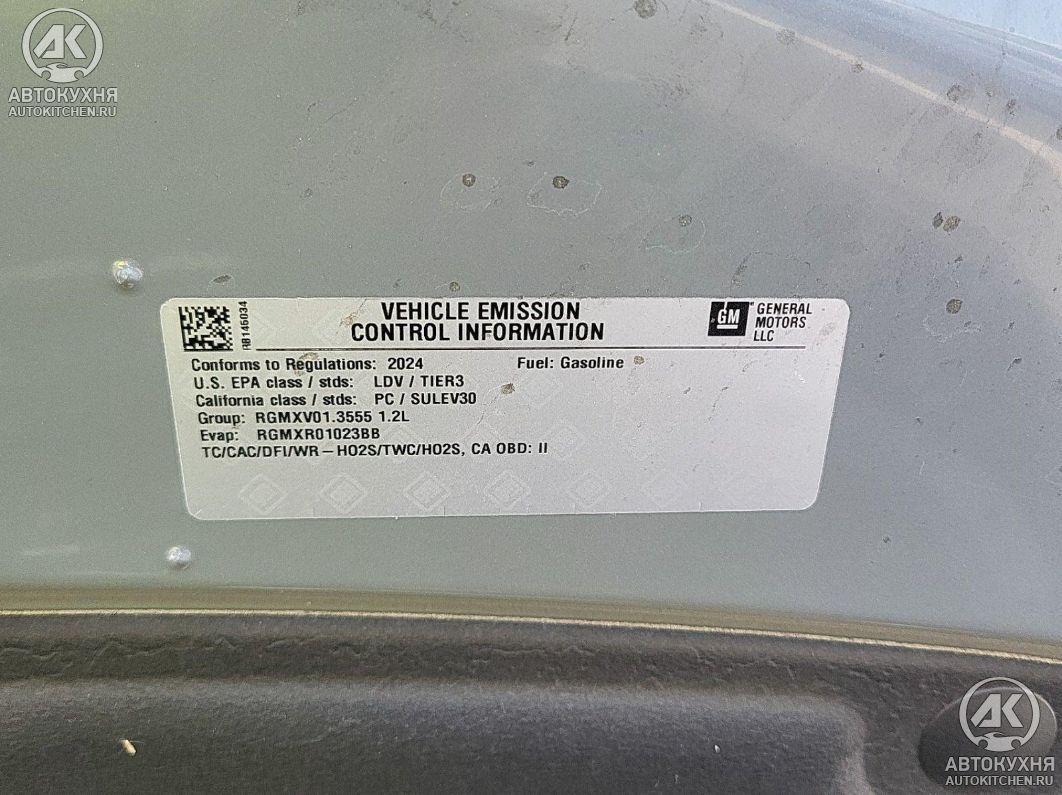 АК
АВТОКУХНЯ
AUTOKITCHEN.RU
RB146034
VEHICLE EMISSION
CONTROL INFORMATION
GM
GENERAL
MOTORS
LLC
Conforms to Regulations: 2024 Fuel: Gasoline
U.S. EPA class / stds: LDV / TIER3
California class / stds: PC / SULEV30
Group: RGMXV01.3555 1.2L
Evap: RGMXR01023BB
TC/CAC/DFI/WR-HO2S/TWC/HO2S, CA OBD: II
АК
АВТОКУХНЯ
AUTOKITCHEN.RU